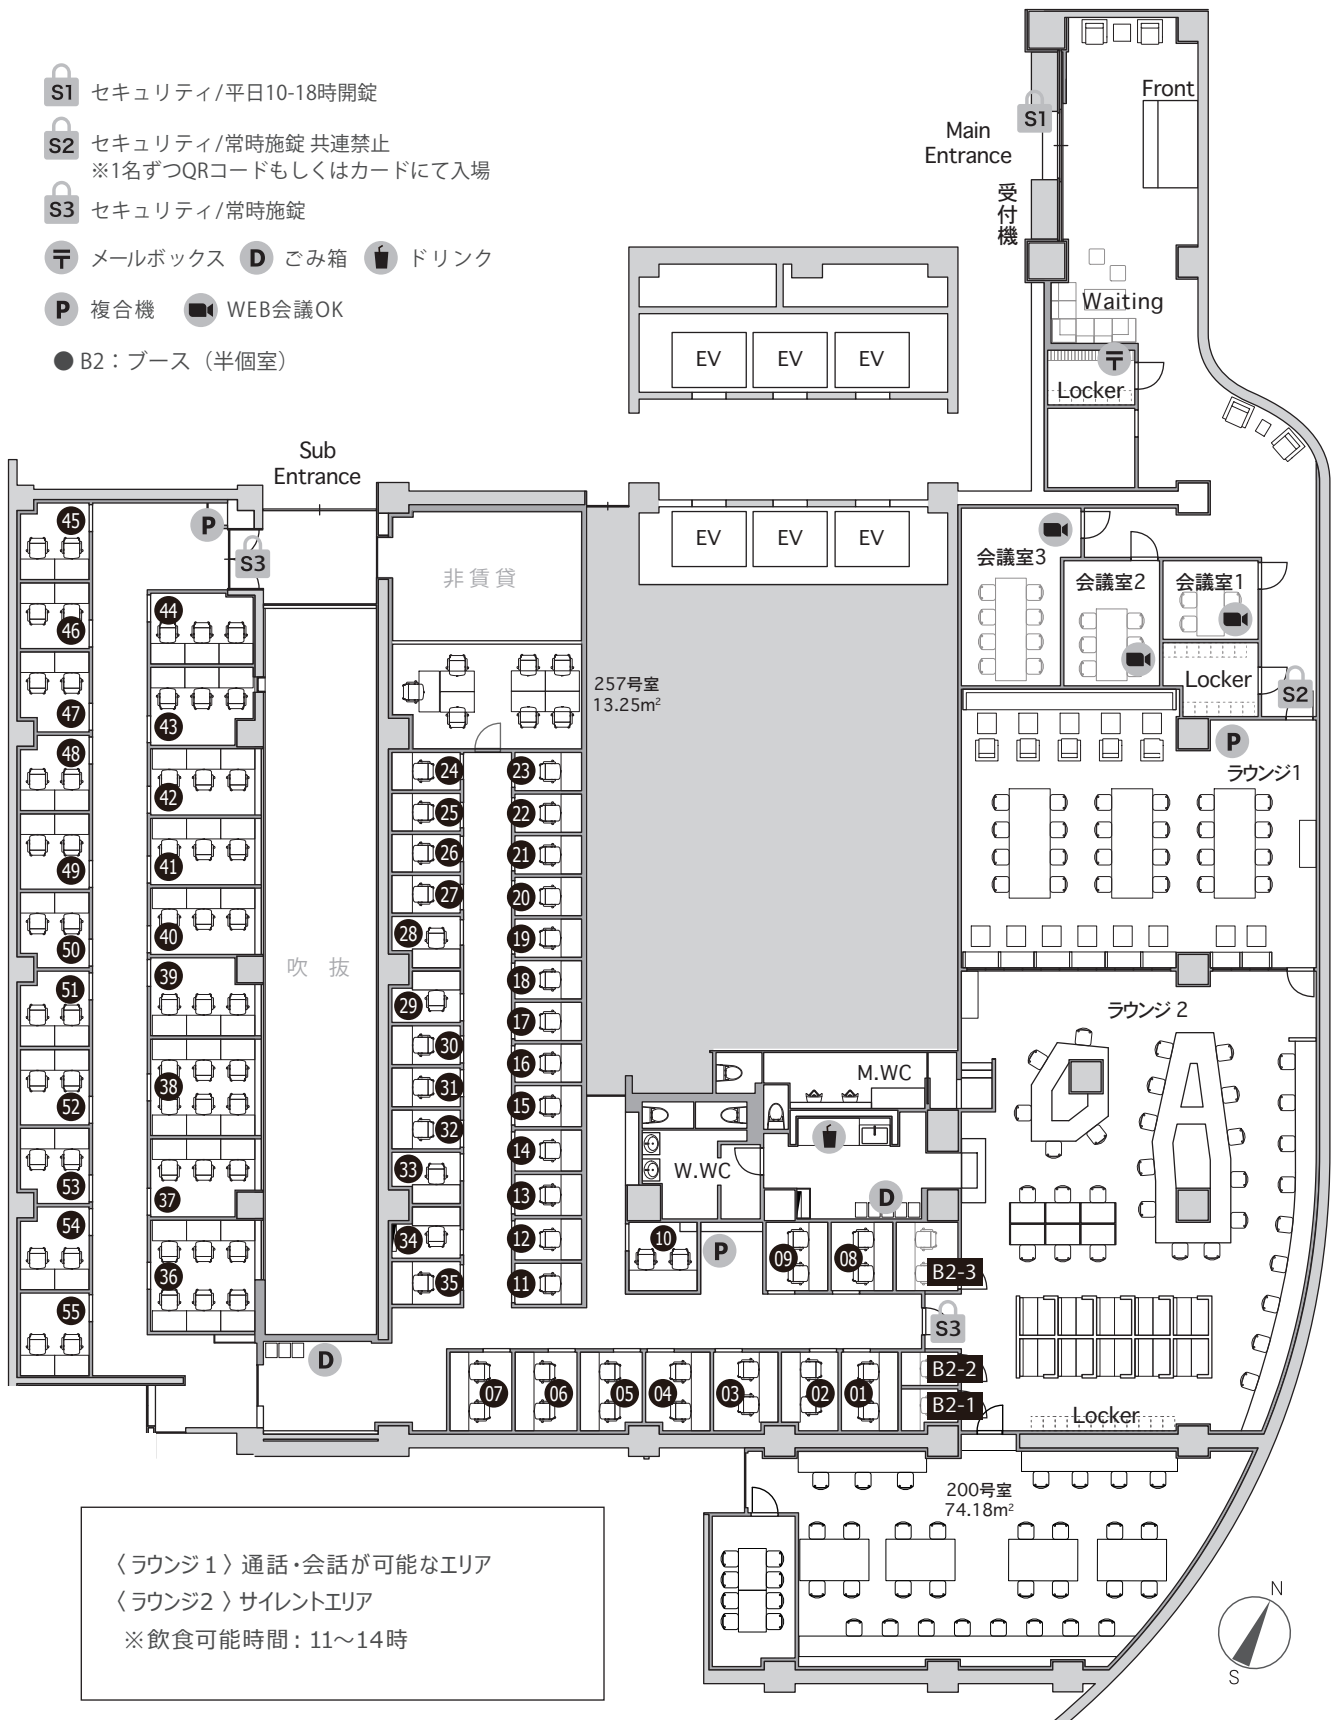 S1 セキュリティ/平日10-18時開錠
S2 セキュリティ/常時施錠 共連禁止
※1名ずつQRコードもしくはカードにて入場
S3 セキュリティ/常時施錠
〒 メールボックス D ごみ箱 ドリンク
P 複合機 WEB会議OK
● B2：ブース（半個室）
Front
S1
Main
Entrance
受付機
Waiting
〒
Locker
EV EV EV
Sub
Entrance
P
S3
EV EV EV
非賃貸
会議室3
会議室2
会議室1
Locker
S2
P
257号室
13.25m²
ラウンジ1
45
46
47
48
49
50
51
52
53
54
55
44
43
42
41
40
39
38
37
36
吹 抜
24
25
26
27
28
29
30
31
32
33
34
35
23
22
21
20
19
18
17
16
15
14
13
12
11
ラウンジ 2
M.WC
W.WC
D
10
P
09
08
B2-3
S3
D
07
06
05
04
03
02
01
B2-2
B2-1
Locker
200号室
74.18m²
〈 ラウンジ 1 〉 通話・会話が可能なエリア
〈 ラウンジ2 〉 サイレントエリア
※飲食可能時間 : 11〜14時
N
S